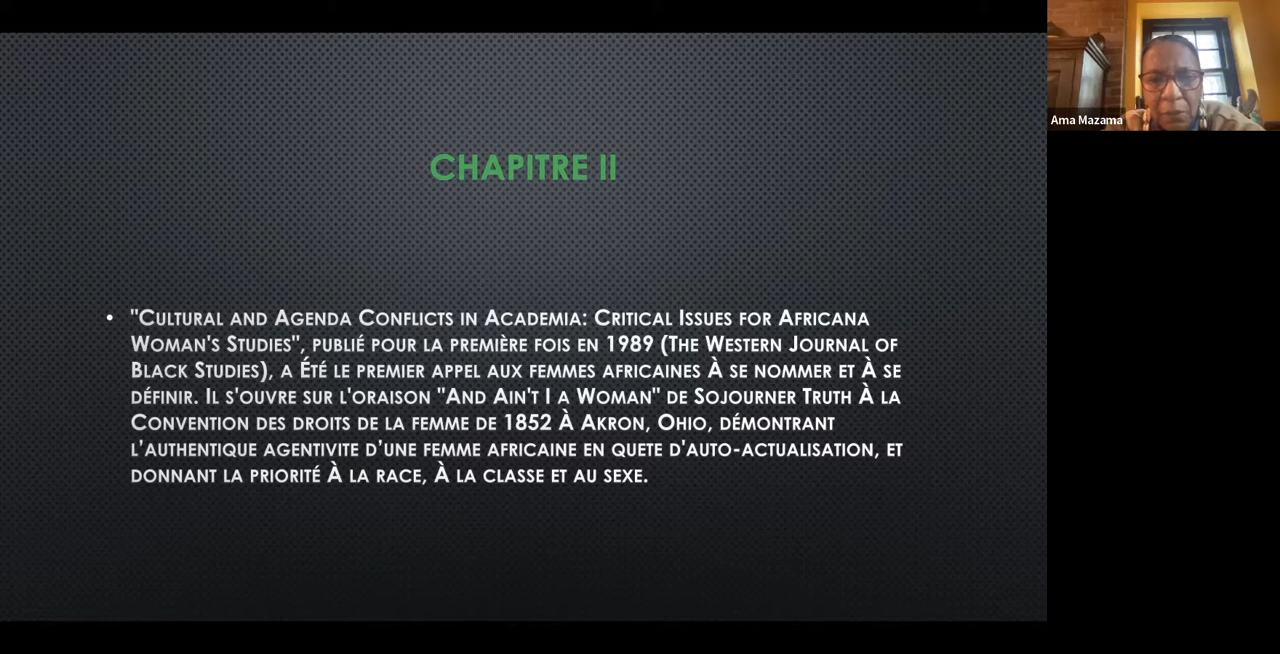 CHAPITRE II
• "CULTURAL AND AGENDA CONFLICTS IN ACADEMIA: CRITICAL ISSUES FOR AFRICANA
WOMAN'S STUDIES", PUBLIÉ POUR LA PREMIÈRE FOIS EN 1989 (THE WESTERN JOURNAL OF
BLACK STUDIES), A ÉTÉ LE PREMIER APPEL AUX FEMMES AFRICAINES À SE NOMMER ET À SE
DÉFINIR. IL S'OUVRE SUR L'ORAISON "AND AIN'T I A WOMAN" DE SOJOURNER TRUTH À LA
CONVENTION DES DROITS DE LA FEMME DE 1852 À AKRON, OHIO, DÉMONTRANT
L’AUTHENTIQUE AGENTIVITE D’UNE FEMME AFRICAINE EN QUETE D'AUTO-ACTUALISATION, ET
DONNANT LA PRIORITÉ À LA RACE, À LA CLASSE ET AU SEXE.
Ama Mazama